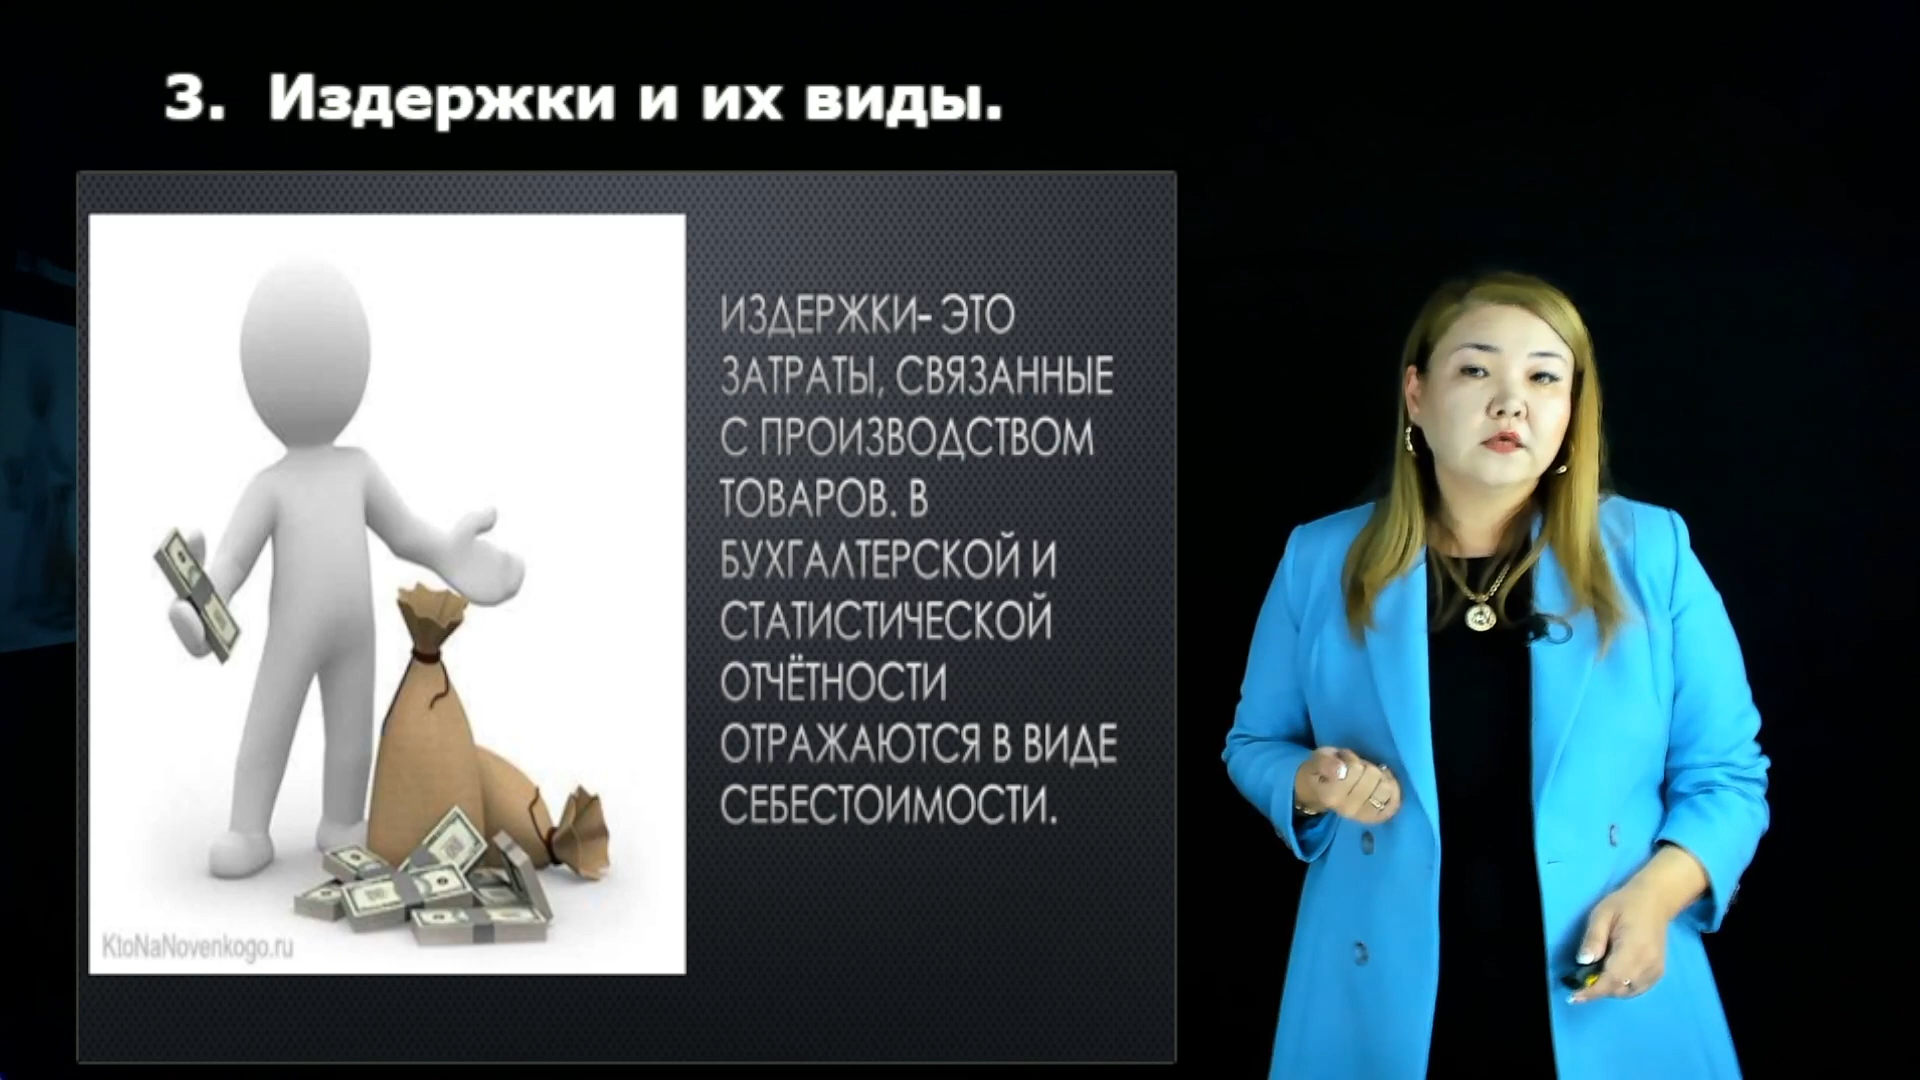 3. Издержки и их виды.
ИЗДЕРЖКИ- ЭТО
ЗАТРАТЫ, СВЯЗАННЫЕ
С ПРОИЗВОДСТВОМ
ТОВАРОВ. В
БУХГАЛТЕРСКОЙ И
СТАТИСТИЧЕСКОЙ
ОТЧЁТНОСТИ
ОТРАЖАЮТСЯ В ВИДЕ
СЕБЕСТОИМОСТИ.
KtoNaNovenkogo.ru